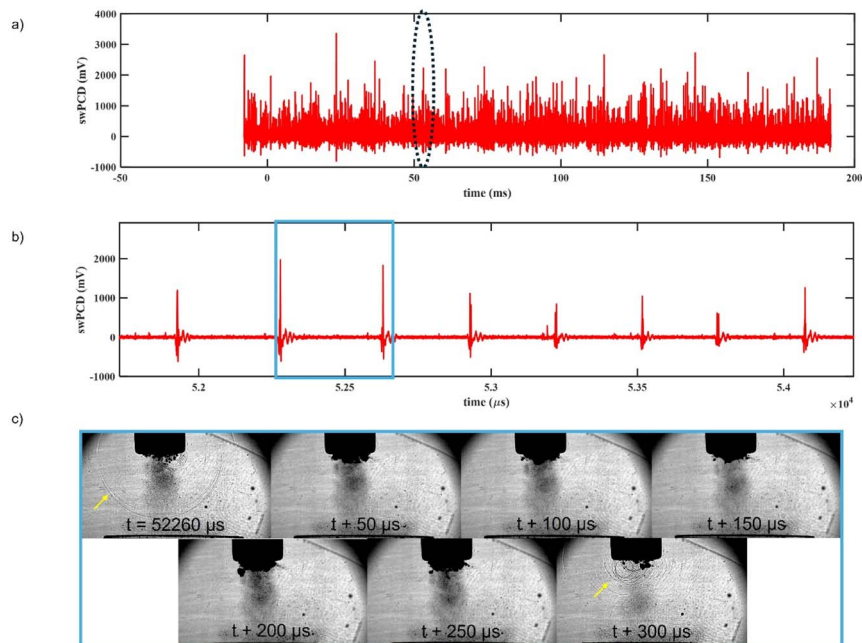 a)
swPCD (mV)
4000
3000
2000
1000
0
-1000
-50 0 50 100 150 200
time (ms)
b)
swPCD (mV)
2000
1000
0
-1000
5.2 5.25 5.3 5.35 5.4
time (µs)
×10⁴
c)
t = 52260 µs
t + 50 µs
t + 100 µs
t + 150 µs
t + 200 µs
t + 250 µs
t + 300 µs